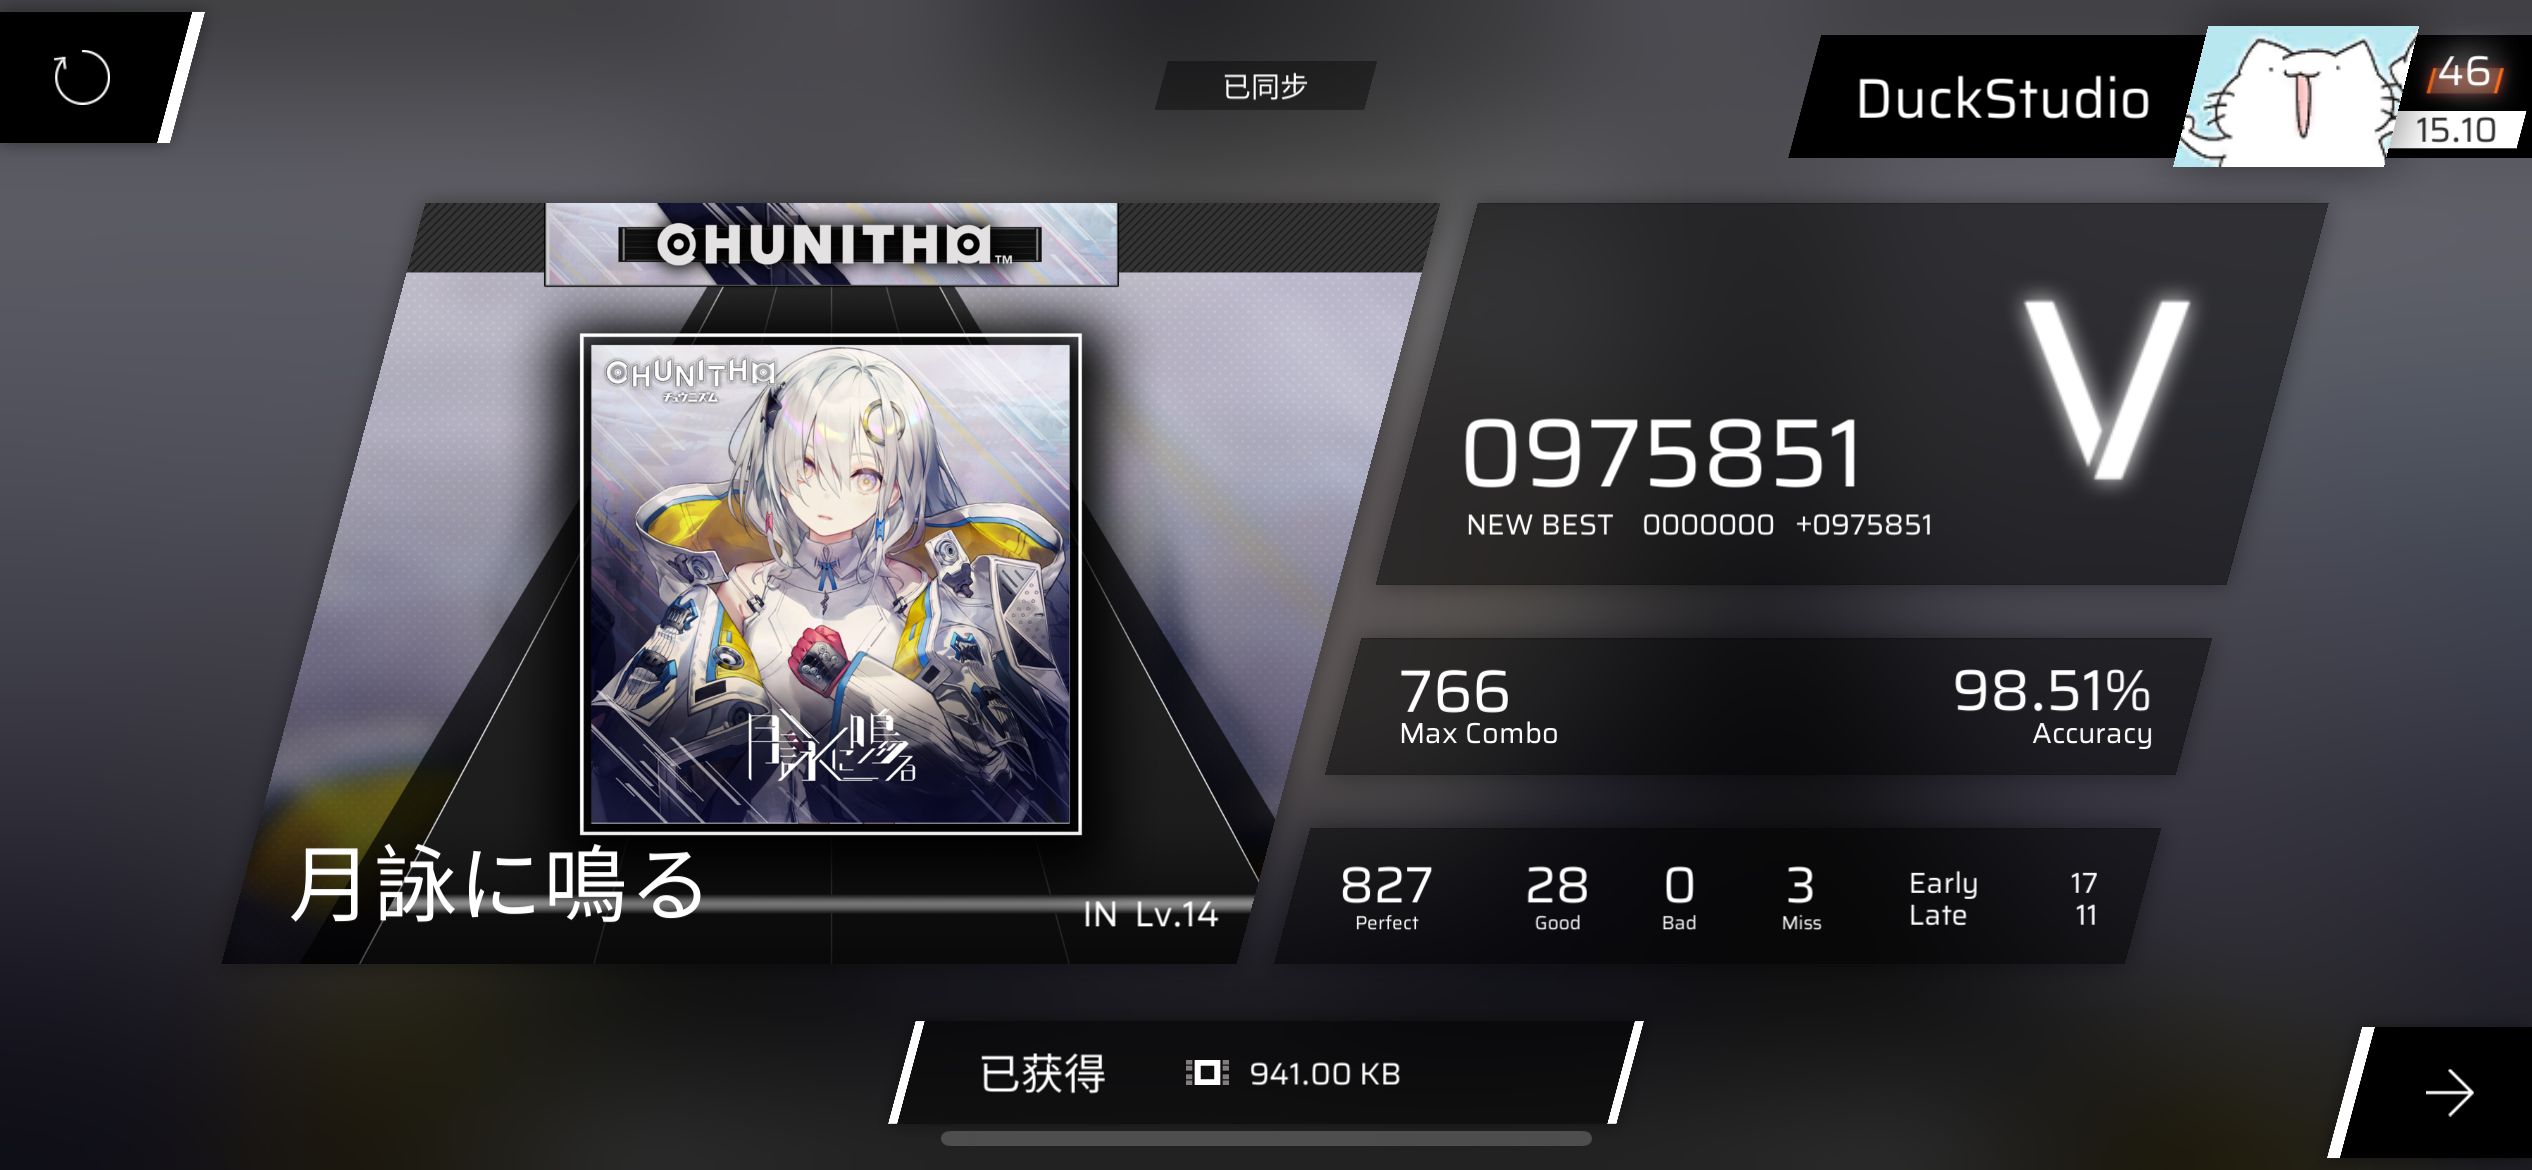 已同步
DuckStudio
46
15.10
CHUNITHM™
CHUNITHM
チュウニズム
月詠に鳴る
月詠に鳴る
IN Lv.14
0975851
V
NEW BEST 0000000 +0975851
766
Max Combo
98.51%
Accuracy
827
Perfect
28
Good
0
Bad
3
Miss
Early 17
Late 11
已获得 941.00 KB